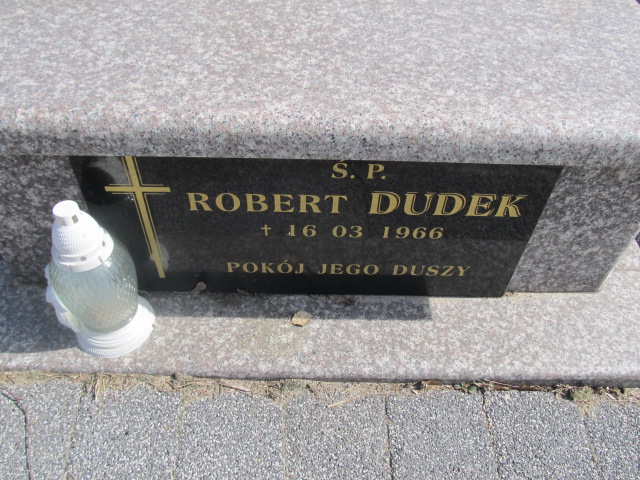 Ś. P.
ROBERT DUDEK
† 16 03 1966
POKÓJ JEGO DUSZY